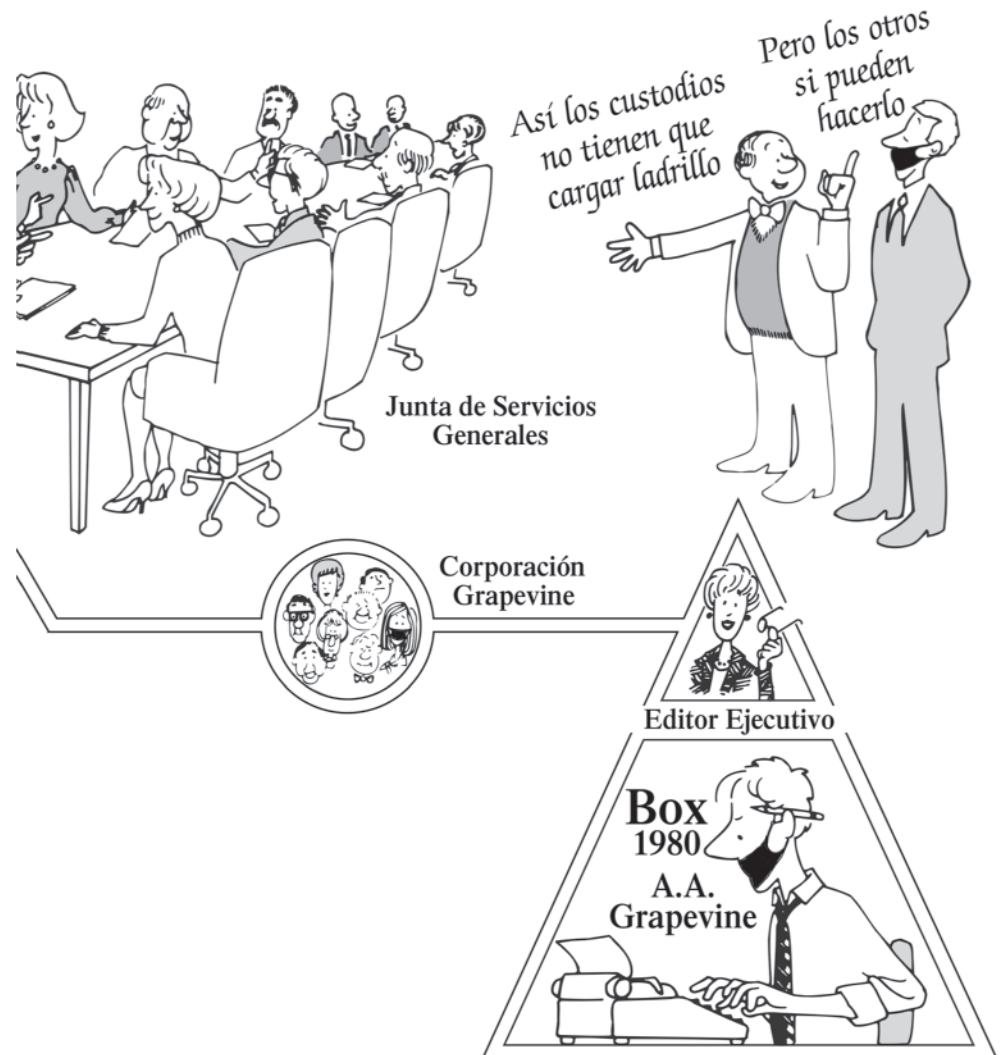 Así los custodios
no tienen que
cargar ladrillo
Pero los otros
si pueden
hacerlo
Junta de Servicios
Generales
Corporación
Grapevine
Editor Ejecutivo
Box
1980
A.A.
Grapevine